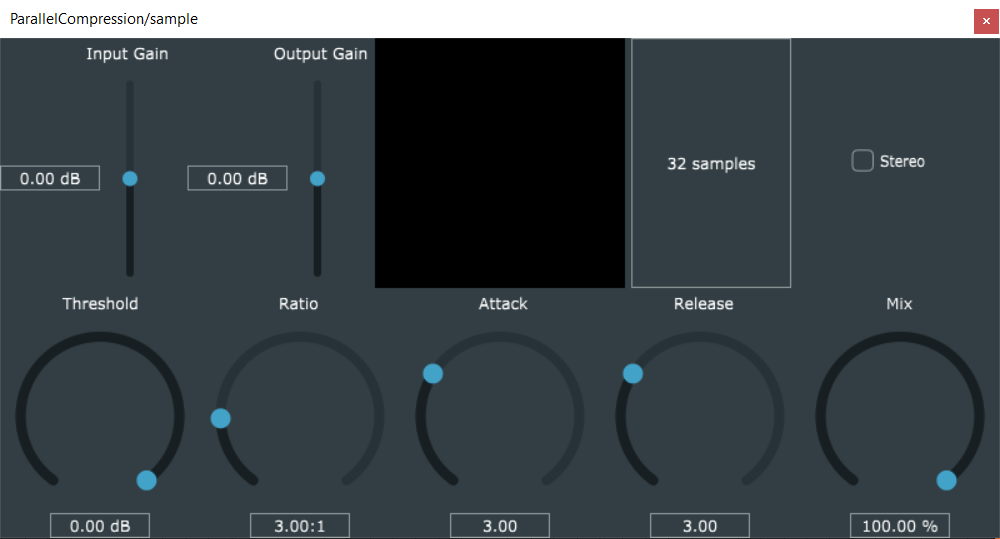 ParallelCompression/sample
Input Gain
Output Gain
0.00 dB
0.00 dB
32 samples
Stereo
Threshold
Ratio
Attack
Release
Mix
0.00 dB
3.00:1
3.00
3.00
100.00 %